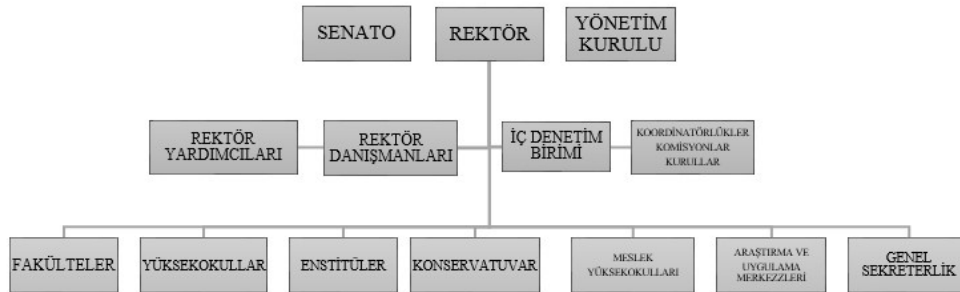 SENATO
REKTÖR
YÖNETİM
KURULU
REKTÖR
YARDIMCILARI
REKTÖR
DANIŞMANLARI
İÇ DENETİM
BİRİMİ
KOORDİNATÖRLÜKLER
KOMİSYONLAR
KURULLAR
FAKÜLTELER
YÜKSEKOKULLAR
ENSTİTÜLER
KONSERVATUVAR
MESLEK
YÜKSEKOKULLARI
ARAŞTIRMA VE
UYGULAMA
MERKEZZLERİ
GENEL
SEKRETERLİK